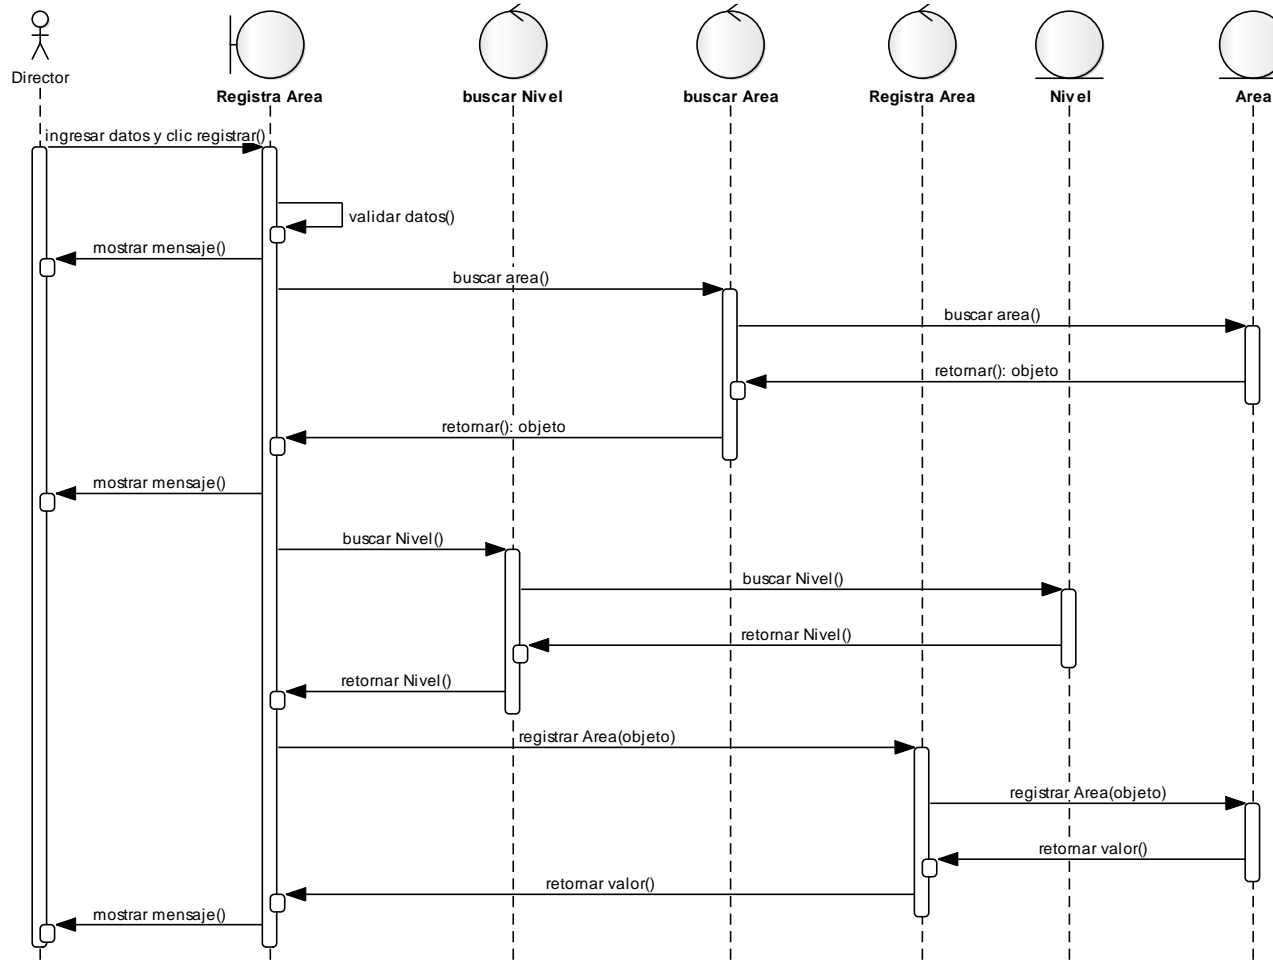 Director
Registra Area
buscar Nivel
buscar Area
Registra Area
Nivel
Area
ingresar datos y clic registrar()
validar datos()
mostrar mensaje()
buscar area()
buscar area()
retornar(): objeto
retornar(): objeto
mostrar mensaje()
buscar Nivel()
buscar Nivel()
retornar Nivel()
retornar Nivel()
registrar Area(objeto)
registrar Area(objeto)
retornar valor()
retornar valor()
mostrar mensaje()